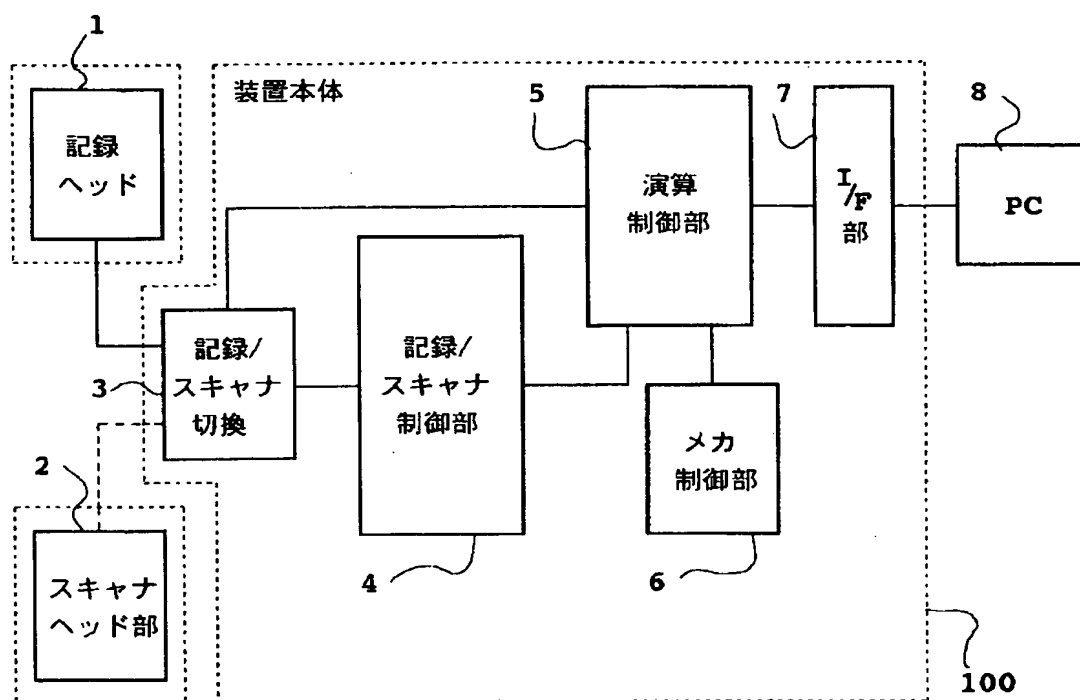 1
装置本体
5
7
8
記録
ヘッド
演算
制御部
I/F
部
PC
記録/
スキャナ
切換
3
記録/
スキャナ
制御部
メカ
制御部
2
スキャナ
ヘッド部
4
6
100